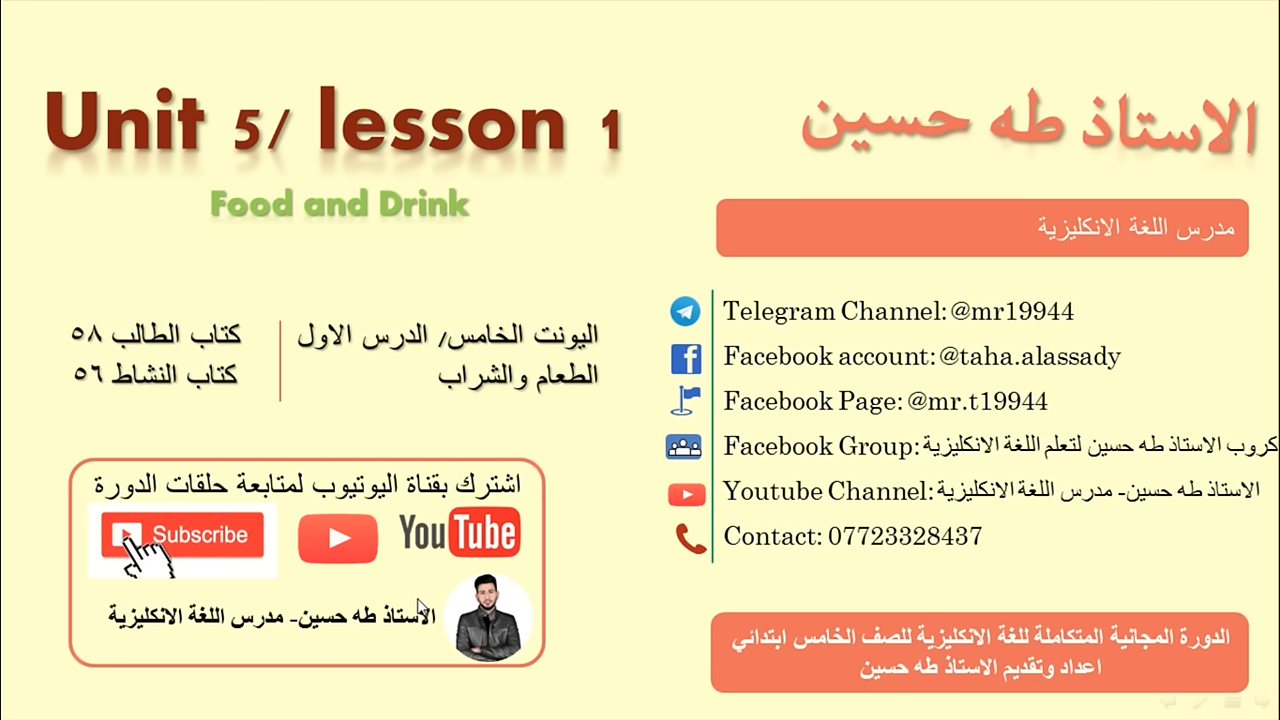 Unit 5/ lesson 1
Food and Drink
اليونت الخامس/ الدرس الاول
الطعام والشراب
كتاب الطالب ٥٨
كتاب النشاط ٥٦
اشترك بقناة اليوتيوب لمتابعة حلقات الدورة
Subscribe
YouTube
الاستاذ طه حسين- مدرس اللغة الانكليزية
الاستاذ طه حسين
مدرس اللغة الانكليزية
Telegram Channel: @mr19944
Facebook account: @taha.alassady
Facebook Page: @mr.t19944
Facebook Group: كروب الاستاذ طه حسين لتعلم اللغة الانكليزية
Youtube Channel: الاستاذ طه حسين- مدرس اللغة الانكليزية
Contact: 07723328437
الدورة المجانية المتكاملة للغة الانكليزية للصف الخامس ابتدائي
اعداد وتقديم الاستاذ طه حسين